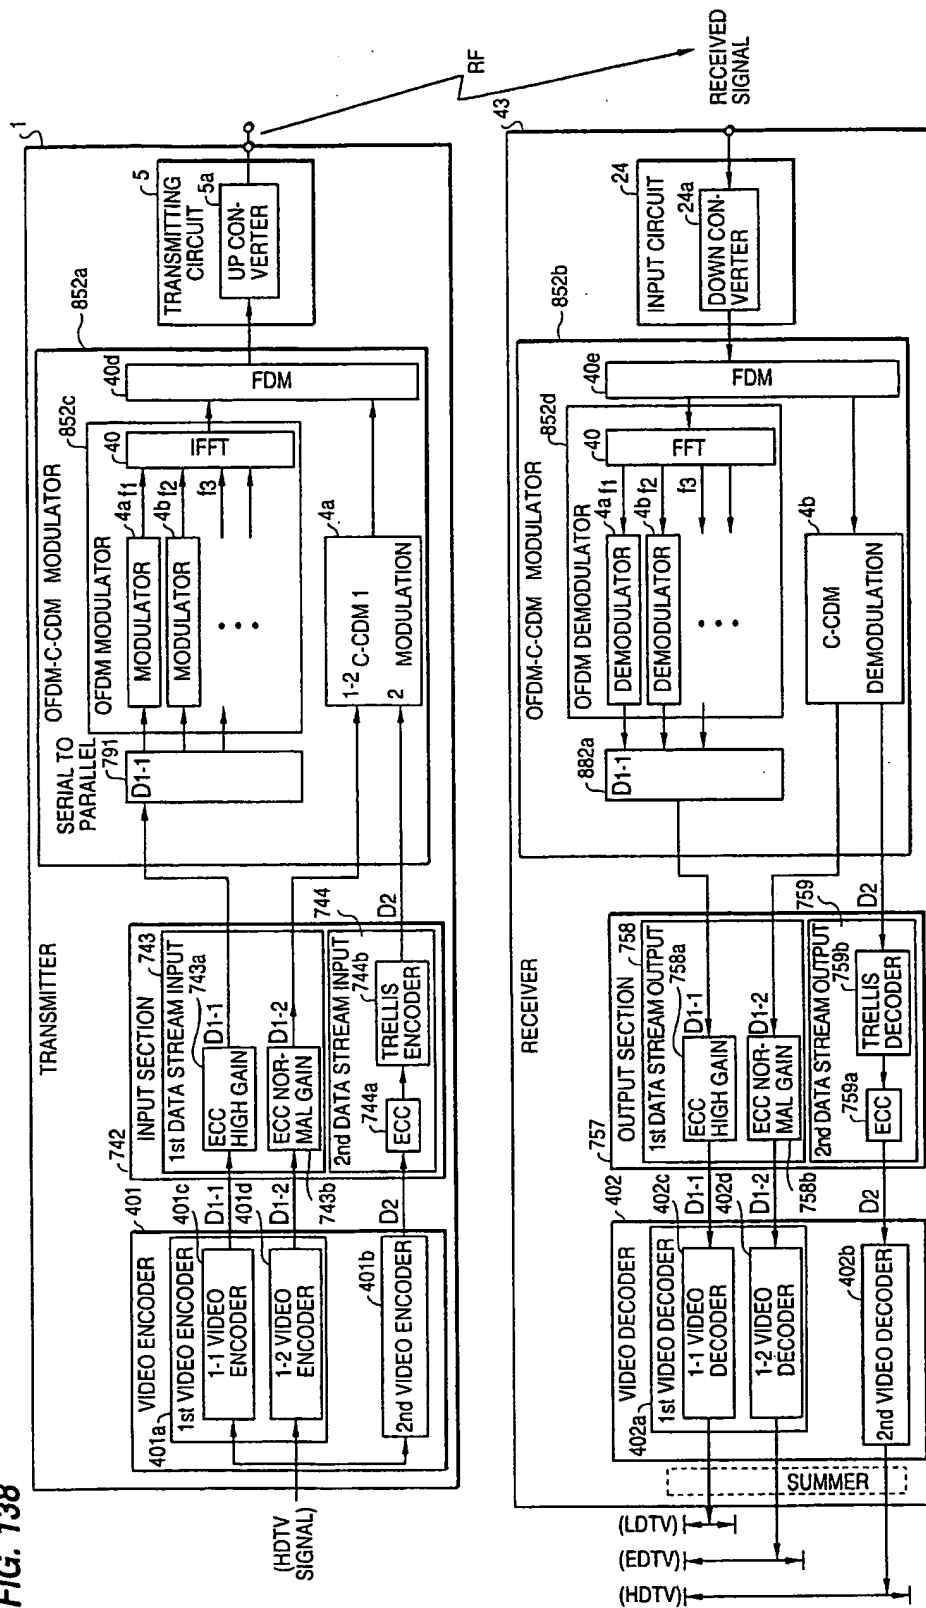 FIG. 138
TRANSMITTER
1
(HDTV
SIGNAL)
VIDEO ENCODER
401
401a
1st VIDEO ENCODER
401c
1-1 VIDEO
ENCODER
401d
1-2 VIDEO
ENCODER
401b
2nd VIDEO ENCODER
D1-1
D1-2
D2
742
INPUT SECTION
743
1st DATA STREAM INPUT
743a
ECC
HIGH GAIN
D1-1
ECC NOR-
MAL GAIN
D1-2
743b
2nd DATA STREAM INPUT
744
744a
ECC
744b
TRELLIS
ENCODER
D2
OFDM-C-CDM MODULATOR
852a
SERIAL TO
PARALLEL
791
D1-1
OFDM MODULATOR
852c
4a
MODULATOR
f1
4b
MODULATOR
f2
f3
40
IFFT
1-2
C-CDM 1
4a
2
MODULATION
40d
FDM
TRANSMITTING
CIRCUIT
5
5a
UP CON-
VERTER
RF
RECEIVED
SIGNAL
RECEIVER
43
INPUT CIRCUIT
24
24a
DOWN CON-
VERTER
OFDM-C-CDM MODULATOR
852b
40e
FDM
OFDM DEMODULATOR
852d
40
FFT
f1
f2
f3
4a
DEMODULATOR
4b
DEMODULATOR
882a
D1-1
4b
C-CDM
DEMODULATION
D2
757
OUTPUT SECTION
758
1st DATA STREAM OUTPUT
758a
ECC
HIGH GAIN
D1-1
ECC NOR-
MAL GAIN
D1-2
758b
2nd DATA STREAM OUTPUT
759
759a
ECC
759b
TRELLIS
DECODER
D1-1
D1-2
D2
VIDEO DECODER
402
402a
1st VIDEO DECODER
402c
1-1 VIDEO
DECODER
402d
1-2 VIDEO
DECODER
402b
2nd VIDEO DECODER
SUMMER
(LDTV)
(EDTV)
(HDTV)